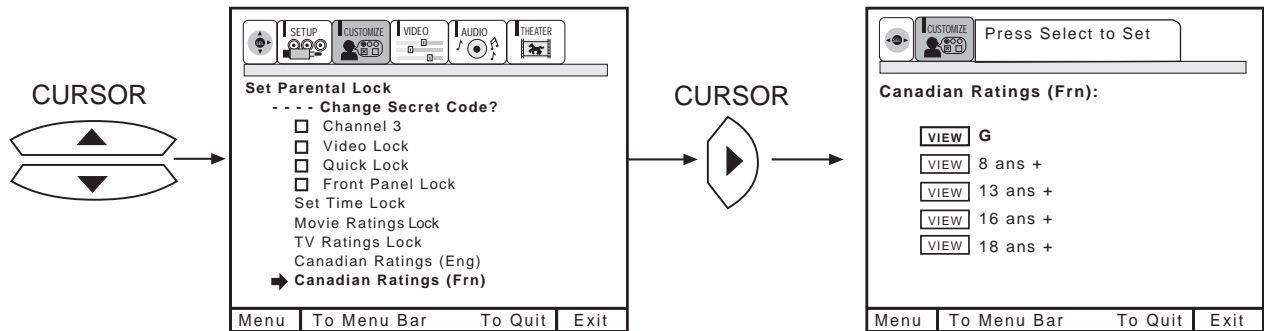 CURSOR
SETUP CUSTOMIZE VIDEO AUDIO THEATER
SEL
Set Parental Lock
- - - - Change Secret Code?
Channel 3
Video Lock
Quick Lock
Front Panel Lock
Set Time Lock
Movie Ratings Lock
TV Ratings Lock
Canadian Ratings (Eng)
Canadian Ratings (Frn)
Menu To Menu Bar To Quit Exit
CURSOR
SEL
CUSTOMIZE
Press Select to Set
Canadian Ratings (Frn):
VIEW G
VIEW 8 ans +
VIEW 13 ans +
VIEW 16 ans +
VIEW 18 ans +
Menu To Menu Bar To Quit Exit